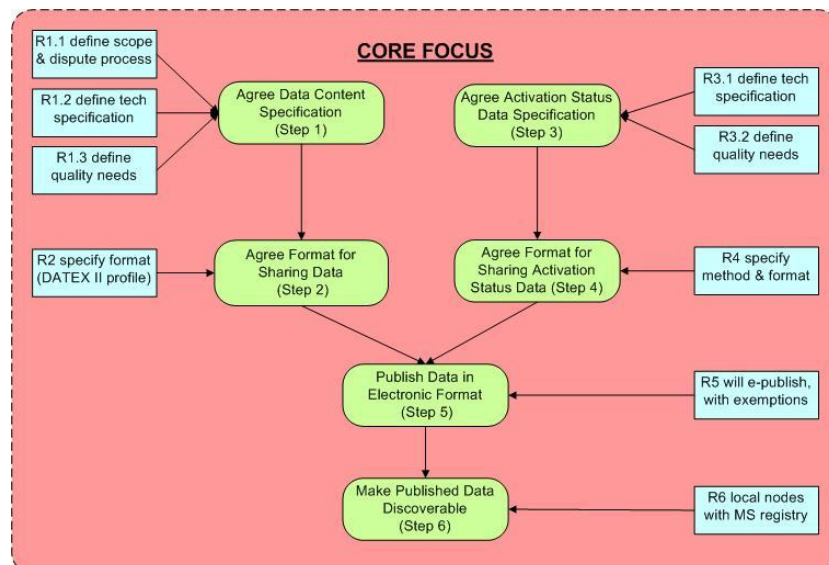 CORE FOCUS
R1.1 define scope
& dispute process
R1.2 define tech
specification
R1.3 define
quality needs
Agree Data Content
Specification
(Step 1)
Agree Activation Status
Data Specification
(Step 3)
R3.1 define tech
specification
R3.2 define
quality needs
R2 specify format
(DATEX II profile)
Agree Format for
Sharing Data
(Step 2)
Agree Format for
Sharing Activation
Status Data (Step 4)
R4 specify
method & format
Publish Data in
Electronic Format
(Step 5)
R5 will e-publish,
with exemptions
Make Published Data
Discoverable
(Step 6)
R6 local nodes
with MS registry